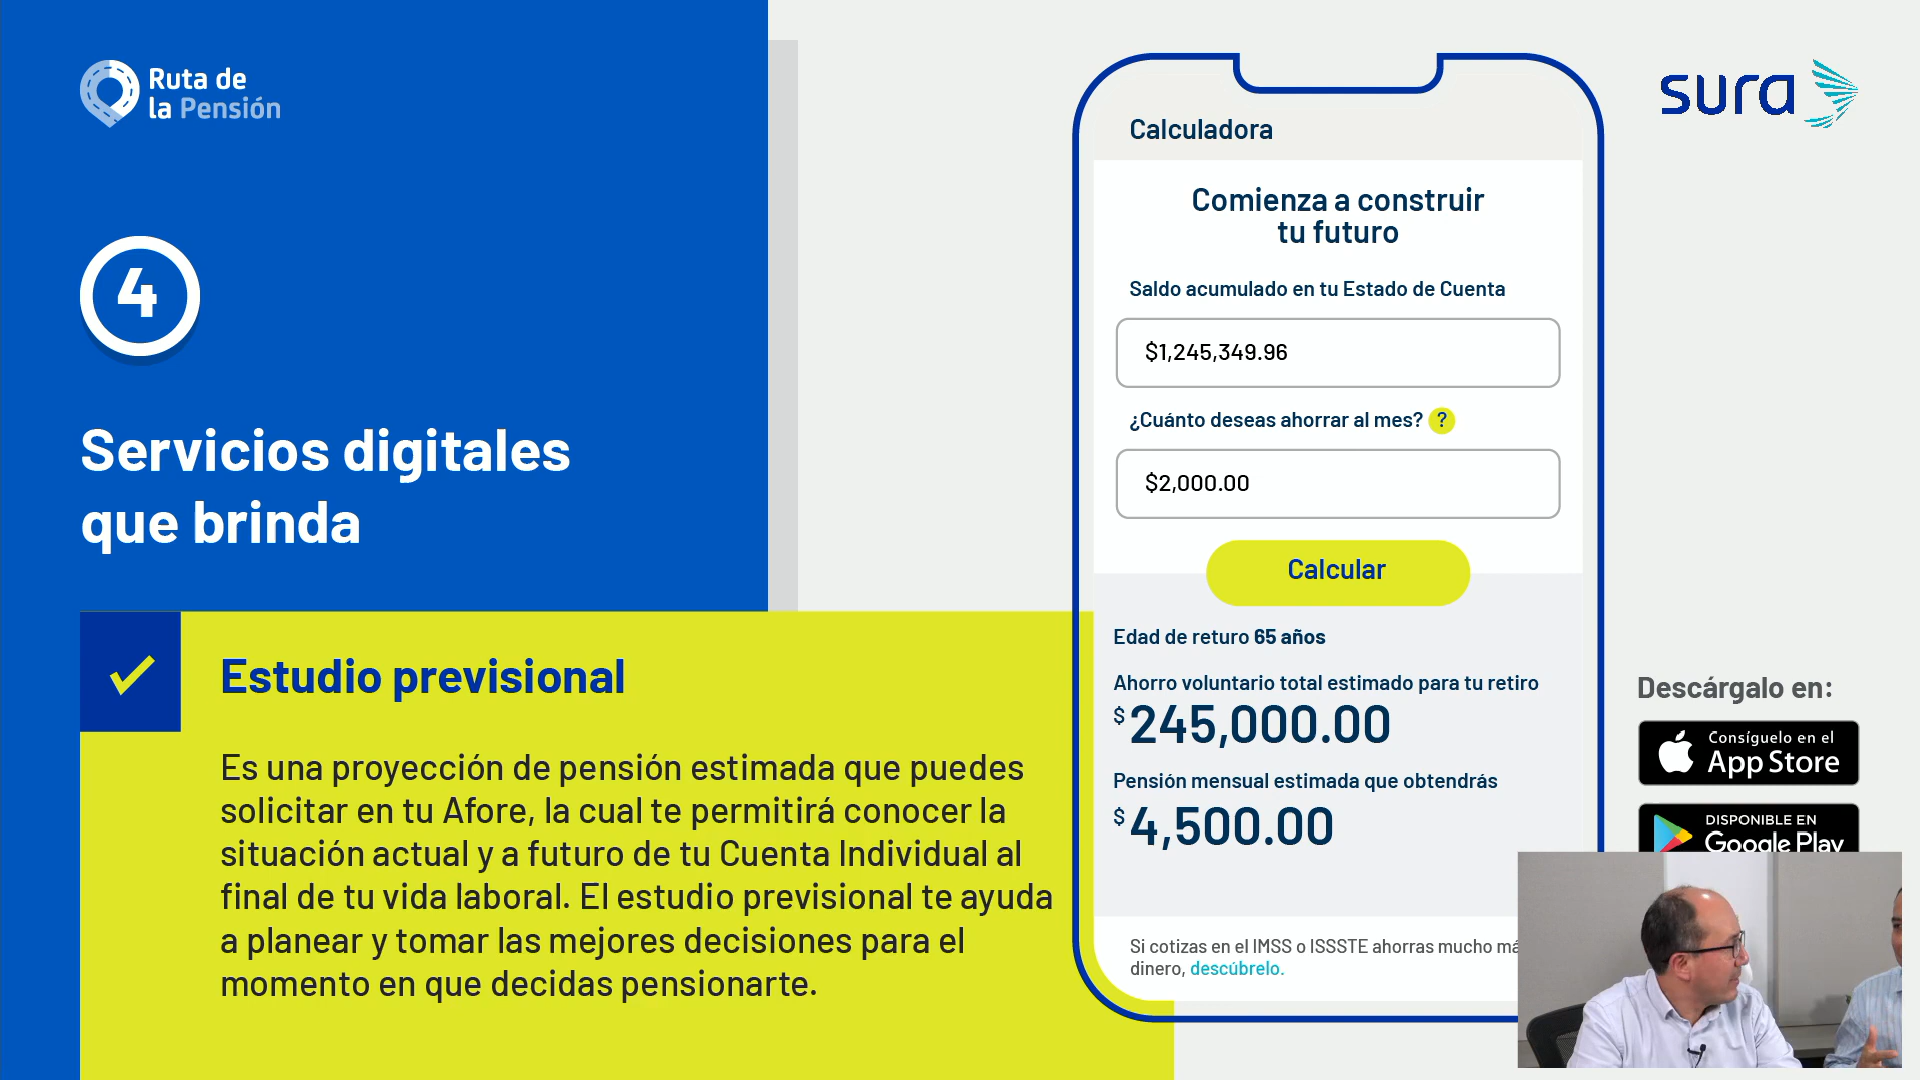 Ruta de
la Pensión
sura
4
Servicios digitales
que brinda
Estudio previsional
Es una proyección de pensión estimada que puedes
solicitar en tu Afore, la cual te permitirá conocer la
situación actual y a futuro de tu Cuenta Individual al
final de tu vida laboral. El estudio previsional te ayuda
a planear y tomar las mejores decisiones para el
momento en que decidas pensionarte.
Calculadora
Comienza a construir
tu futuro
Saldo acumulado en tu Estado de Cuenta
$1,245,349.96
¿Cuánto deseas ahorrar al mes? ?
$2,000.00
Calcular
Edad de returo 65 años
Ahorro voluntario total estimado para tu retiro
$245,000.00
Pensión mensual estimada que obtendrás
$4,500.00
Si cotizas en el IMSS o ISSSTE ahorras mucho má
dinero, descúbrelo.
Descárgalo en:
Consíguelo en el
App Store
DISPONIBLE EN
Google Play